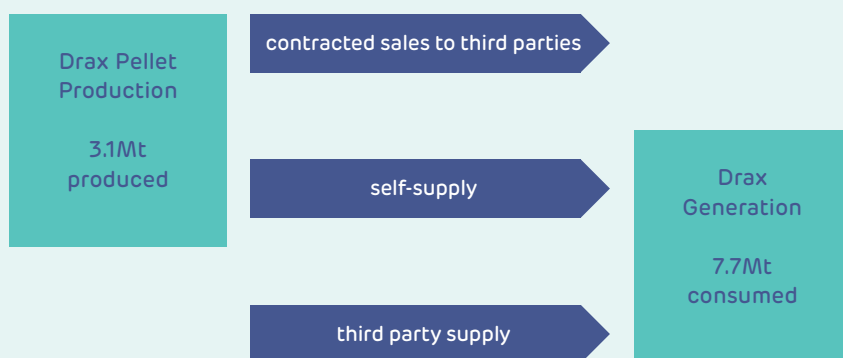 Drax Pellet
Production
3.1Mt
produced
contracted sales to third parties
self-supply
third party supply
Drax
Generation
7.7Mt
consumed